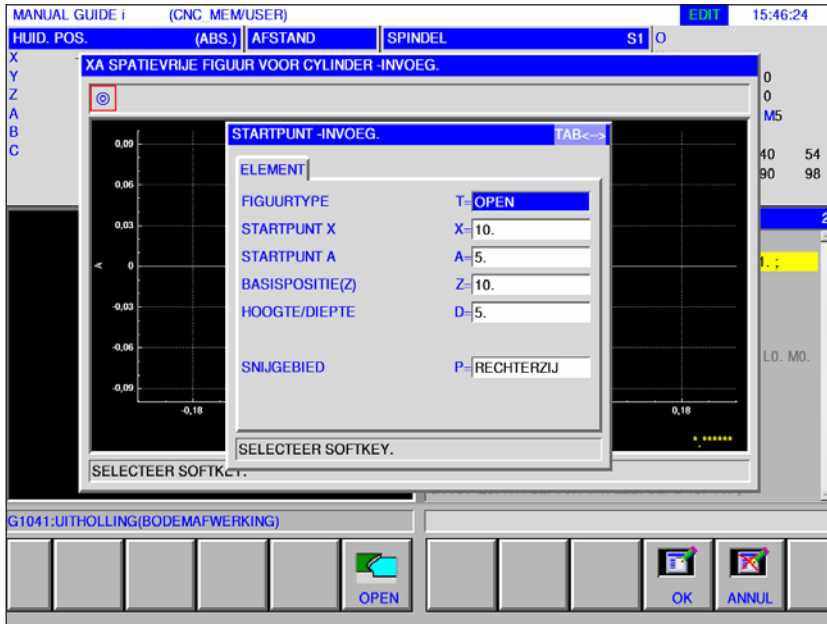 MANUAL GUIDE i (CNC_MEM/USER) EDIT 15:46:24
HUID. POS. (ABS.) AFSTAND SPINDEL S1 O
X
Y 0
Z 0
A M5
B
C 40 54
90 98
XA SPATIEVRIJE FIGUUR VOOR CYLINDER -INVOEG.
STARTPUNT -INVOEG. TAB<-->
ELEMENT
FIGUURTYPE T= OPEN
STARTPUNT X X= 10.
STARTPUNT A A= 5.
BASISPOSITIE(Z) Z= 10.
HOOGTE/DIEPTE D= 5.
SNIJGEBIED P= RECHTERZIJ
SELECTEER SOFTKEY.
0,09
0,06
0,03
A 0
-0,03
-0,06
-0,09
-0,18 0,18
*.******
SELECTEER SOFTKEY.
2
1. ;
L0. M0.
G1041:UITHOLLING(BODEMAFWERKING)
OPEN OK ANNUL